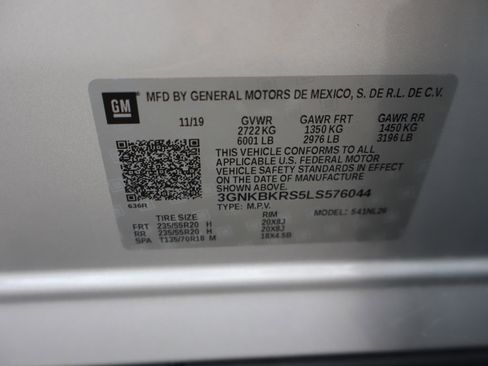 GM
MFD BY GENERAL MOTORS DE MEXICO, S. DE R.L. DE C.V.
11/19 GVWR GAWR FRT GAWR RR
2722 KG 1350 KG 1450 KG
6001 LB 2976 LB 3196 LB
THIS VEHICLE CONFORMS TO ALL
APPLICABLE U.S. FEDERAL MOTOR
VEHICLE SAFETY STANDARDS IN EFFECT
ON THE DATE OF MANUFACTURE
SHOWN ABOVE.
3GNKBKRS5LS576044
636R TYPE: M.P.V. MODEL: 541NL26
TIRE SIZE RIM
FRT 235/55R20 H 20X8J
RR 235/55R20 H 20X8J
SPA T135/70R18 M 18X4.5B